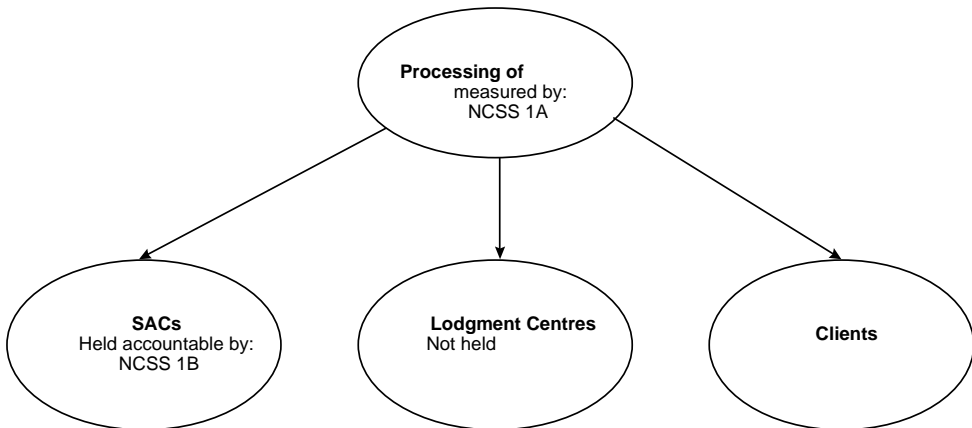 Processing of
measured by:
NCSS 1A
SACs
Held accountable by:
NCSS 1B
Lodgment Centres
Not held
Clients